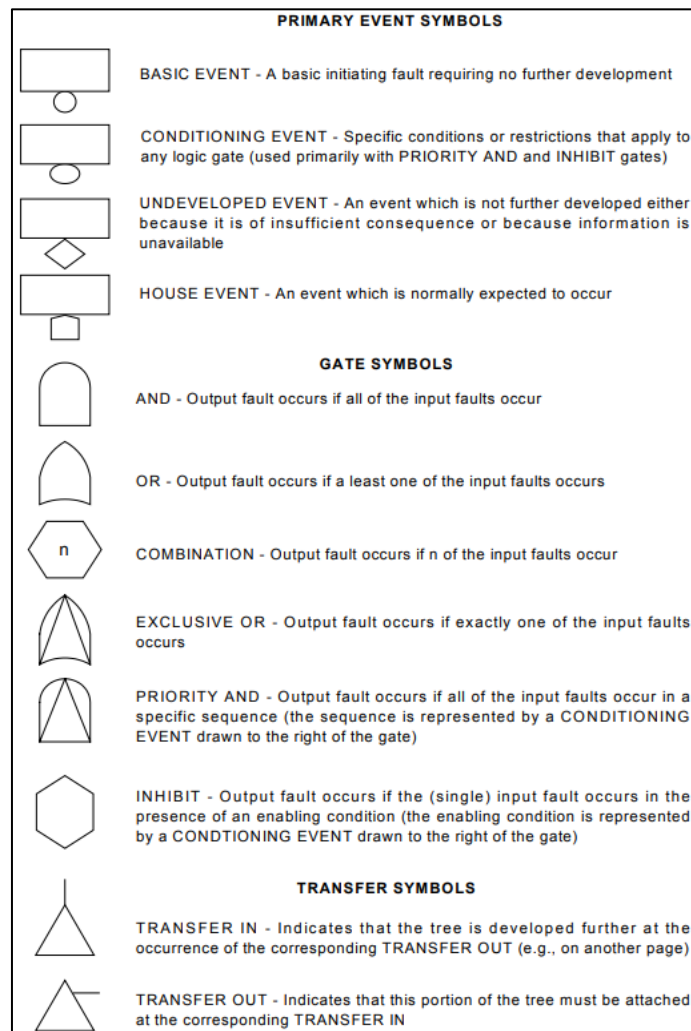 PRIMARY EVENT SYMBOLS
BASIC EVENT - A basic initiating fault requiring no further development
CONDITIONING EVENT - Specific conditions or restrictions that apply to
any logic gate (used primarily with PRIORITY AND and INHIBIT gates)
UNDEVELOPED EVENT - An event which is not further developed either
because it is of insufficient consequence or because information is
unavailable
HOUSE EVENT - An event which is normally expected to occur
GATE SYMBOLS
AND - Output fault occurs if all of the input faults occur
OR - Output fault occurs if a least one of the input faults occurs
n
COMBINATION - Output fault occurs if n of the input faults occur
EXCLUSIVE OR - Output fault occurs if exactly one of the input faults
occurs
PRIORITY AND - Output fault occurs if all of the input faults occur in a
specific sequence (the sequence is represented by a CONDITIONING
EVENT drawn to the right of the gate)
INHIBIT - Output fault occurs if the (single) input fault occurs in the
presence of an enabling condition (the enabling condition is represented
by a CONDTIONING EVENT drawn to the right of the gate)
TRANSFER SYMBOLS
TRANSFER IN - Indicates that the tree is developed further at the
occurrence of the corresponding TRANSFER OUT (e.g., on another page)
TRANSFER OUT - Indicates that this portion of the tree must be attached
at the corresponding TRANSFER IN